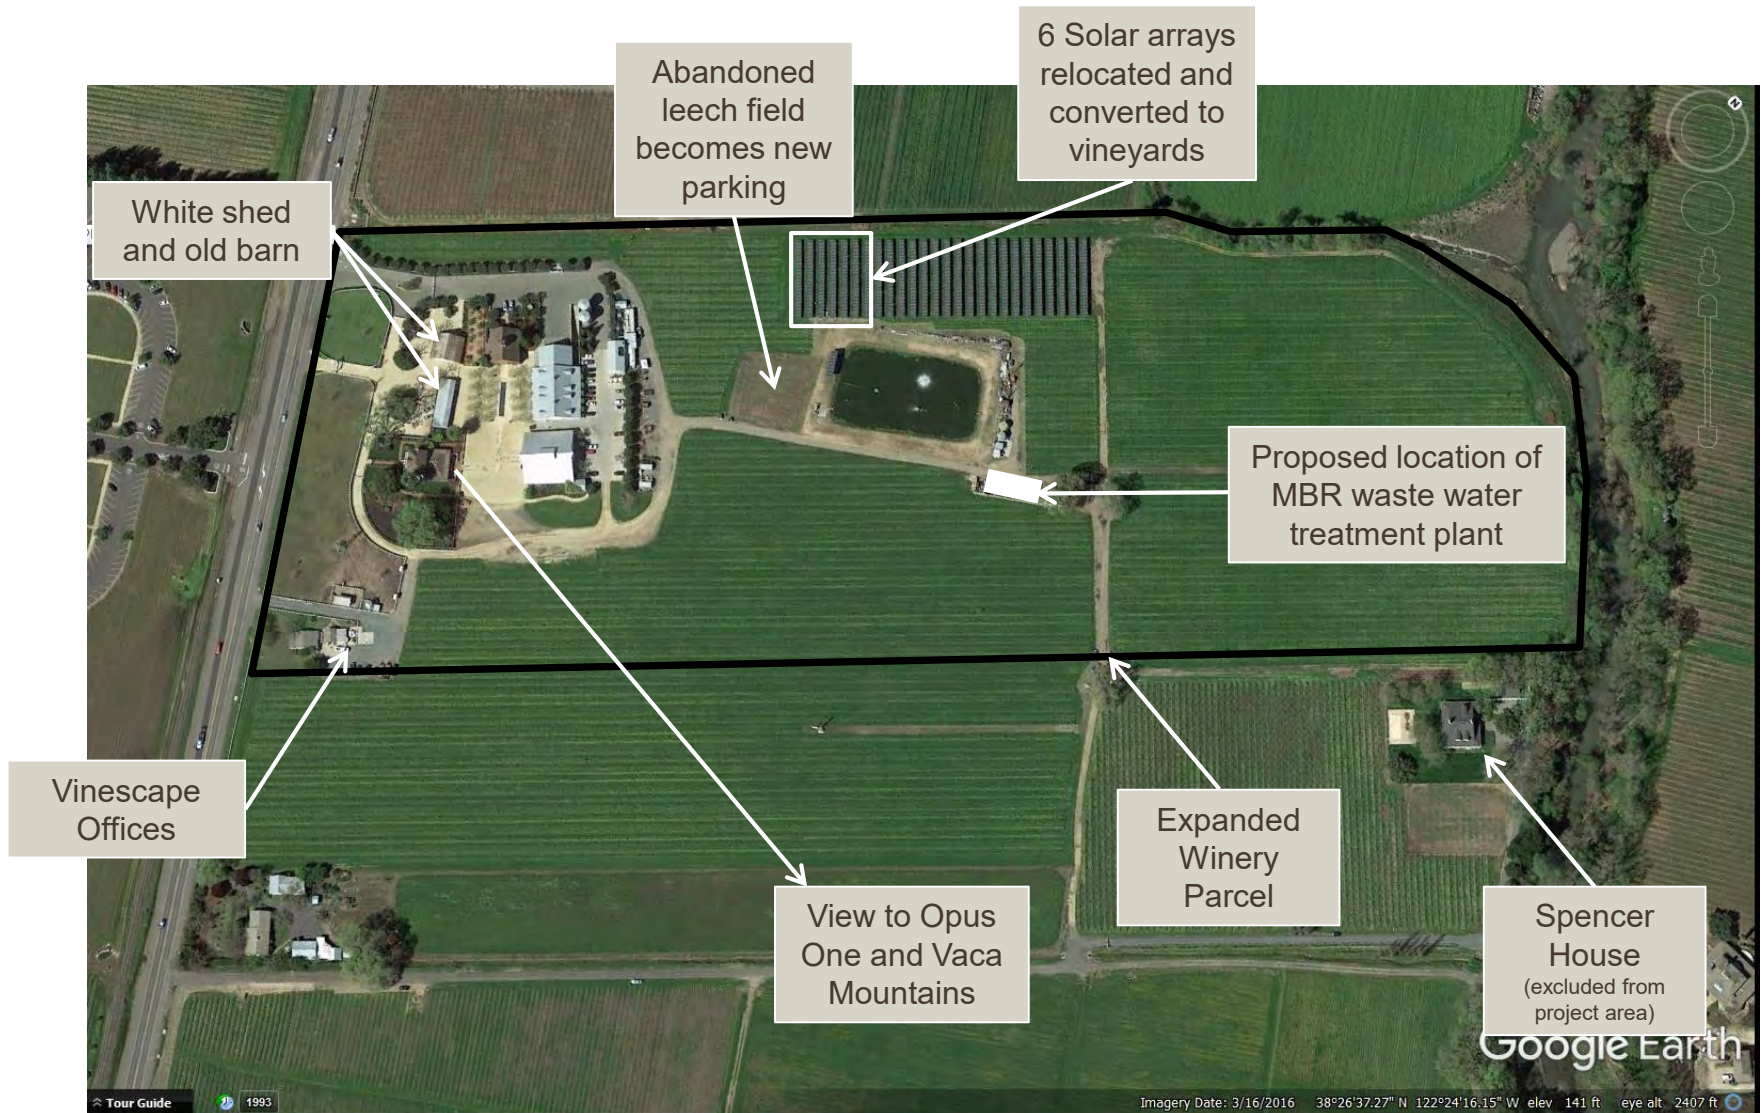 6 Solar arrays
relocated and
converted to
vineyards
Abandoned
leech field
becomes new
parking
White shed
and old barn
N
Proposed location of
MBR waste water
treatment plant
Vinescape
Offices
Expanded
Winery
Parcel
View to Opus
One and Vaca
Mountains
Spencer
House
(excluded from
project area)
Google Earth
Tour Guide
1993
Imagery Date: 3/16/2016 38°26'37.27" N 122°24'16.15" W elev 141 ft eye alt 2407 ft